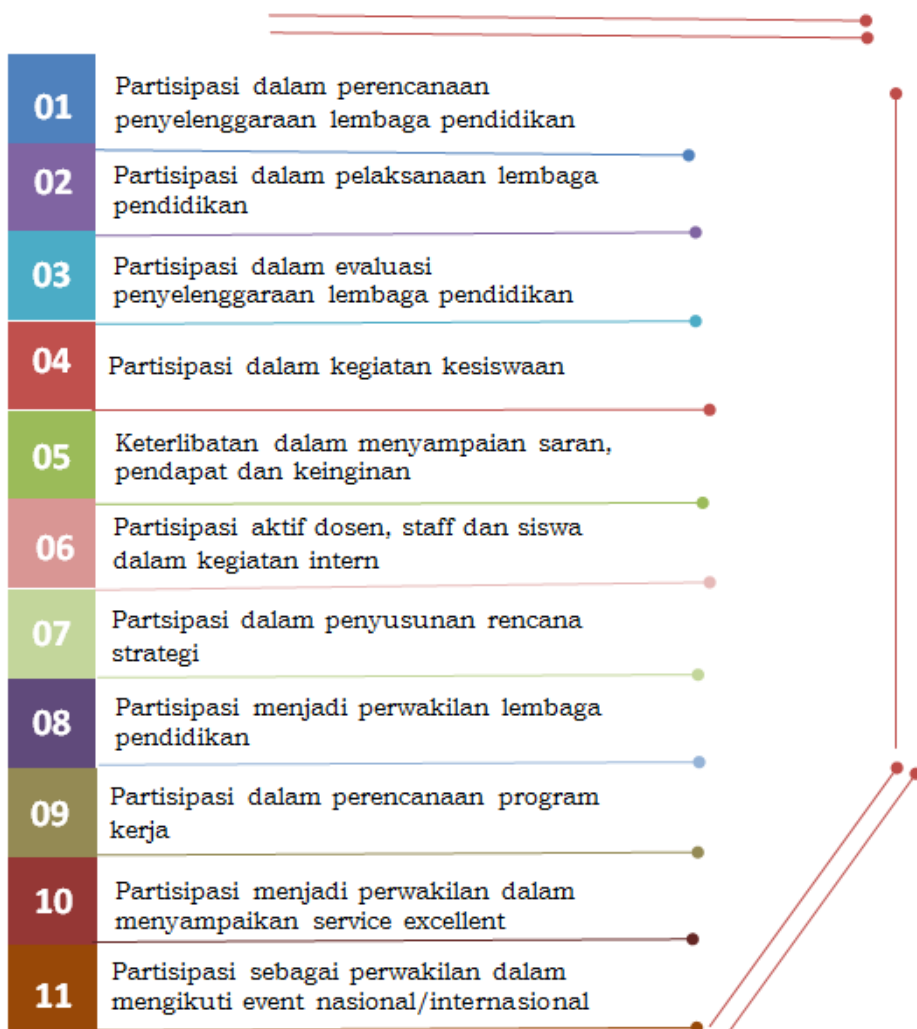 01
Partisipasi dalam perencanaan
penyelenggaraan lembaga pendidikan
02
Partisipasi dalam pelaksanaan lembaga
pendidikan
03
Partisipasi dalam evaluasi
penyelenggaraan lembaga pendidikan
04
Partisipasi dalam kegiatan kesiswaan
05
Keterlibatan dalam menyampaian saran,
pendapat dan keinginan
06
Partisipasi aktif dosen, staff dan siswa
dalam kegiatan intern
07
Partsipasi dalam penyusunan rencana
strategi
08
Partisipasi menjadi perwakilan lembaga
pendidikan
09
Partisipasi dalam perencanaan program
kerja
10
Partisipasi menjadi perwakilan dalam
menyampaikan service excellent
11
Partisipasi sebagai perwakilan dalam
mengikuti event nasional/internasional